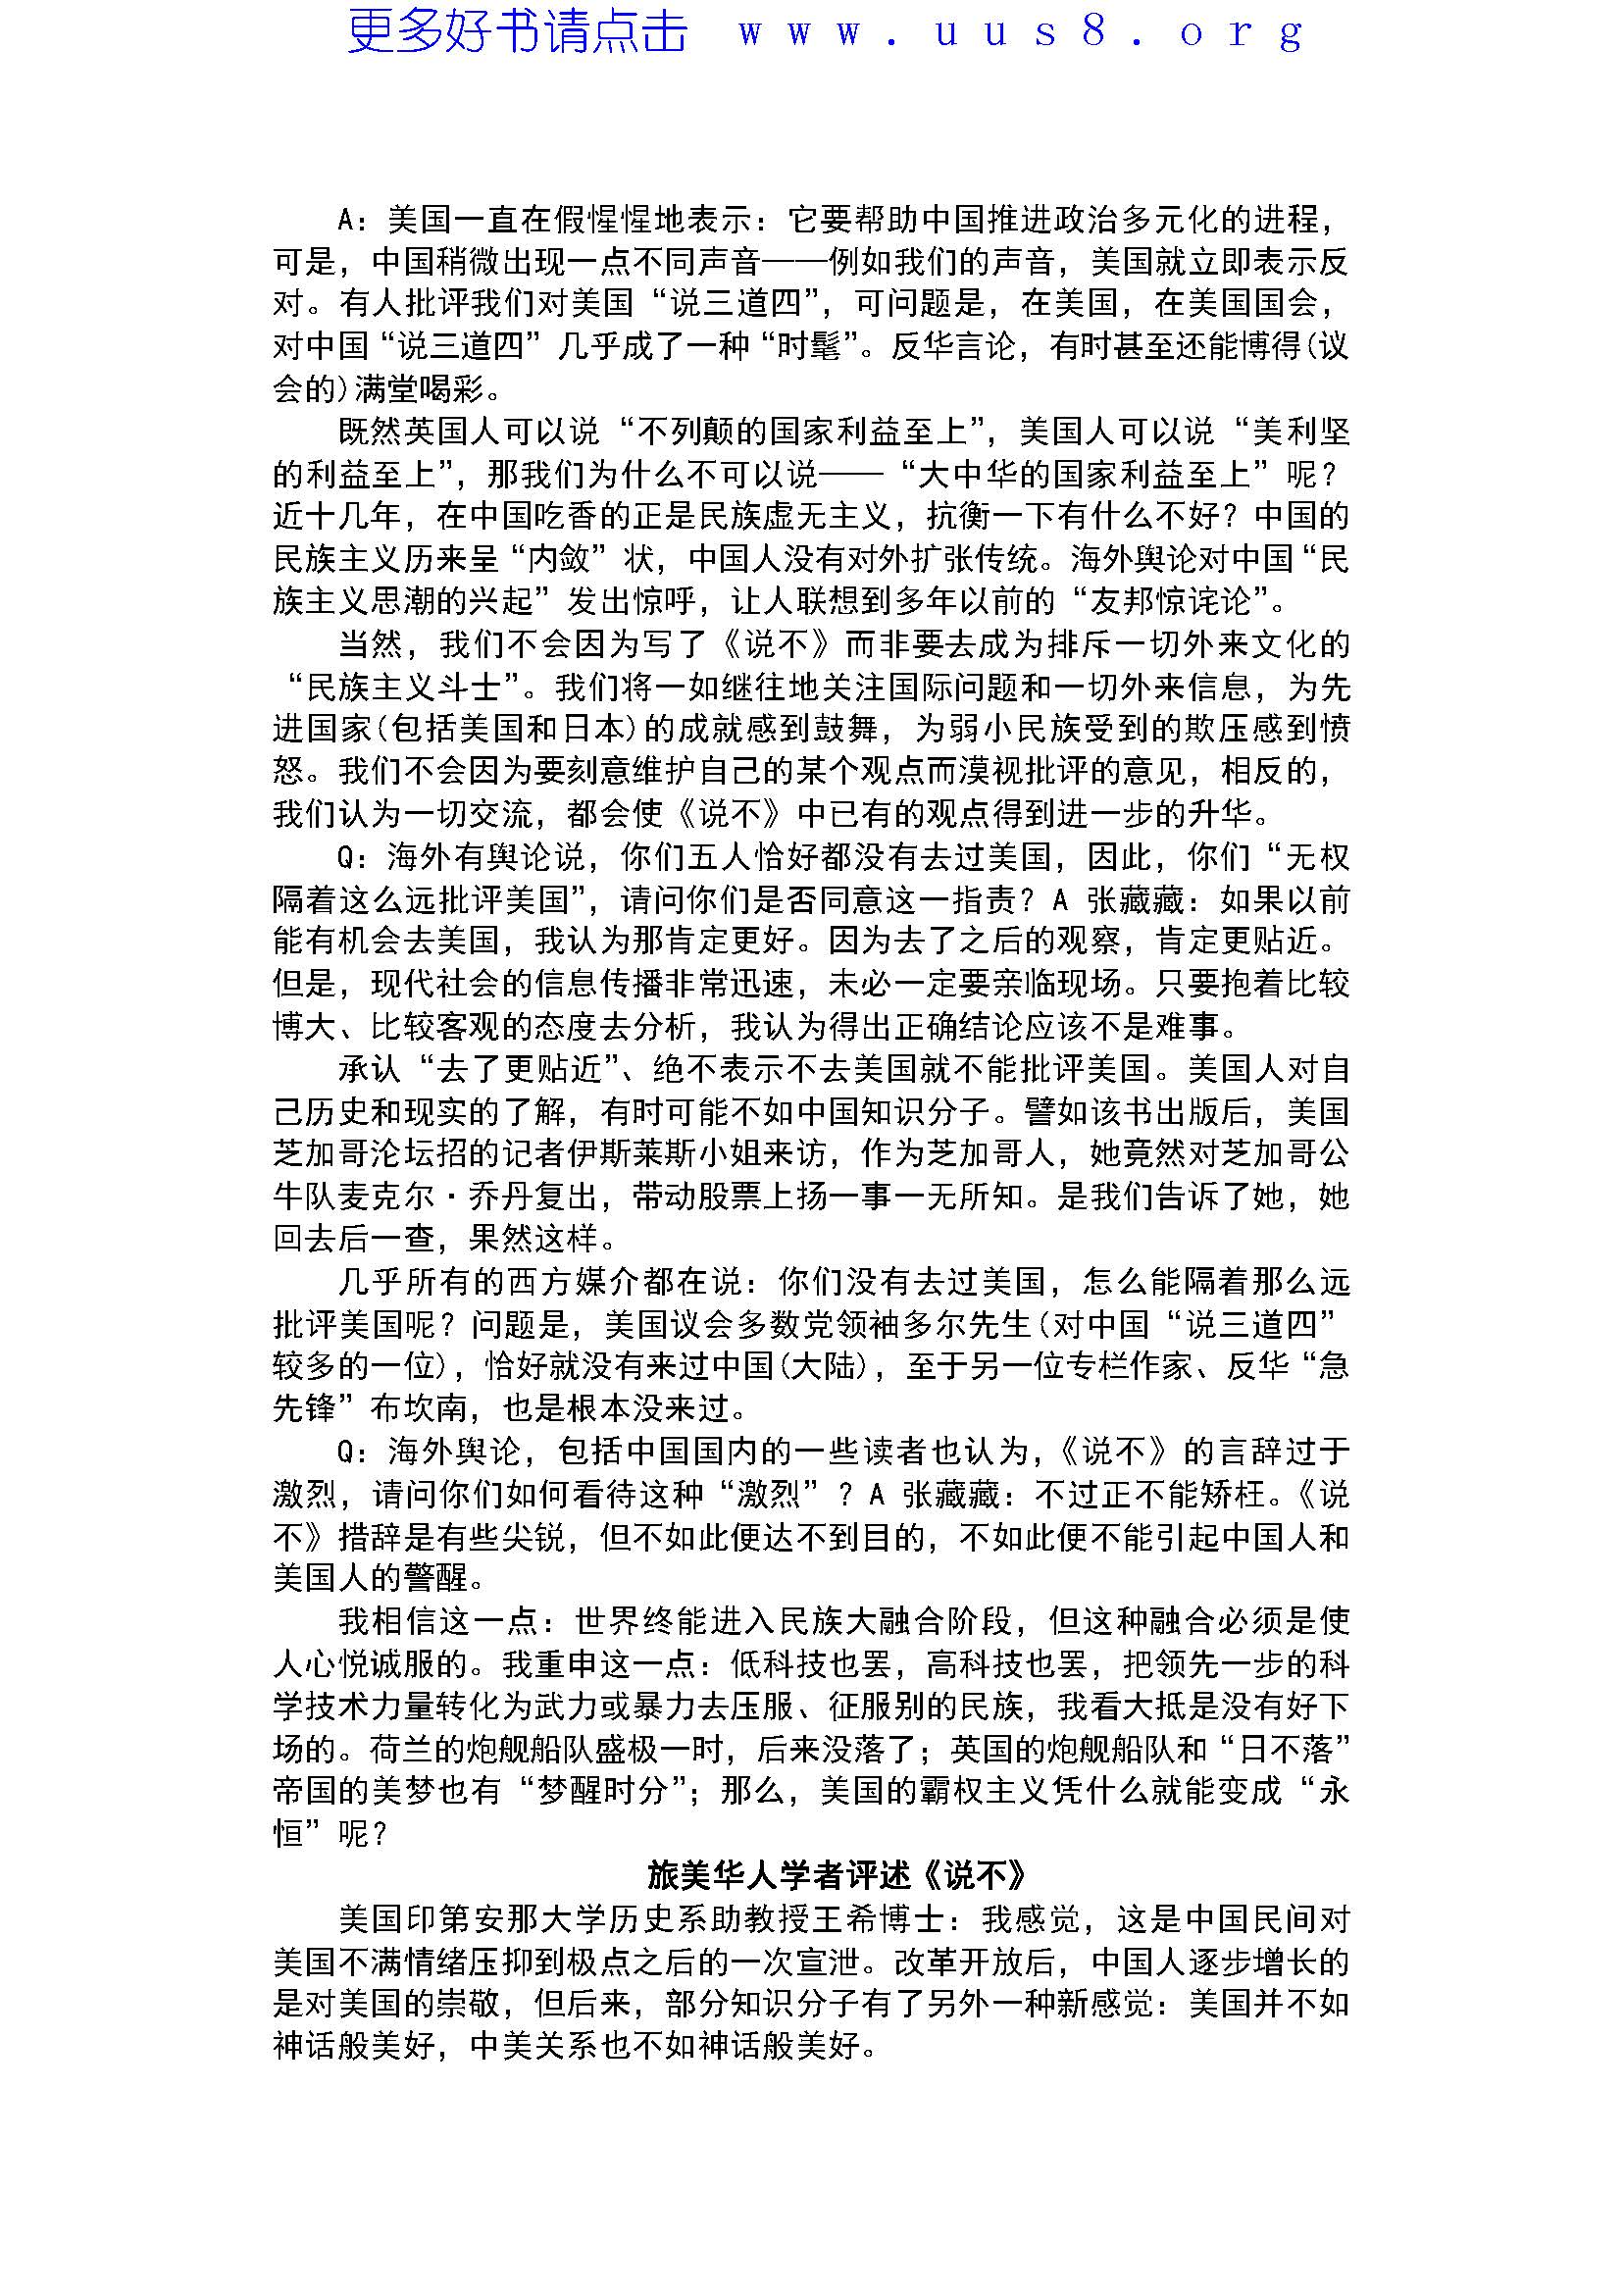 更多好书请点击 www.uus8.org
A：美国一直在假惺惺地表示：它要帮助中国推进政治多元化的进程，
可是，中国稍微出现一点不同声音——例如我们的声音，美国就立即表示反
对。有人批评我们对美国“说三道四”，可问题是，在美国，在美国国会，
对中国“说三道四”几乎成了一种“时髦”。反华言论，有时甚至还能博得(议
会的)满堂喝彩。
既然英国人可以说“不列颠的国家利益至上”，美国人可以说“美利坚
的利益至上”，那我们为什么不可以说——“大中华的国家利益至上”呢？
近十几年，在中国吃香的正是民族虚无主义，抗衡一下有什么不好？中国的
民族主义历来呈“内敛”状，中国人没有对外扩张传统。海外舆论对中国“民
族主义思潮的兴起”发出惊呼，让人联想到多年以前的“友邦惊诧论”。
当然，我们不会因为写了《说不》而非要去成为排斥一切外来文化的
“民族主义斗士”。我们将一如继往地关注国际问题和一切外来信息，为先
进国家(包括美国和日本)的成就感到鼓舞，为弱小民族受到的欺压感到愤
怒。我们不会因为要刻意维护自己的某个观点而漠视批评的意见，相反的，
我们认为一切交流，都会使《说不》中已有的观点得到进一步的升华。
Q：海外有舆论说，你们五人恰好都没有去过美国，因此，你们“无权
隔着这么远批评美国”，请问你们是否同意这一指责？A 张藏藏：如果以前
能有机会去美国，我认为那肯定更好。因为去了之后的观察，肯定更贴近。
但是，现代社会的信息传播非常迅速，未必一定要亲临现场。只要抱着比较
博大、比较客观的态度去分析，我认为得出正确结论应该不是难事。
承认“去了更贴近”、绝不表示不去美国就不能批评美国。美国人对自
己历史和现实的了解，有时可能不如中国知识分子。譬如该书出版后，美国
芝加哥沦坛招的记者伊斯莱斯小姐来访，作为芝加哥人，她竟然对芝加哥公
牛队麦克尔·乔丹复出，带动股票上扬一事一无所知。是我们告诉了她，她
回去后一查，果然这样。
几乎所有的西方媒介都在说：你们没有去过美国，怎么能隔着那么远
批评美国呢？问题是，美国议会多数党领袖多尔先生(对中国“说三道四”
较多的一位)，恰好就没有来过中国(大陆)，至于另一位专栏作家、反华“急
先锋”布坎南，也是根本没来过。
Q：海外舆论，包括中国国内的一些读者也认为，《说不》的言辞过于
激烈，请问你们如何看待这种“激烈”？A 张藏藏：不过正不能矫枉。《说
不》措辞是有些尖锐，但不如此便达不到目的，不如此便不能引起中国人和
美国人的警醒。
我相信这一点：世界终能进入民族大融合阶段，但这种融合必须是使
人心悦诚服的。我重申这一点：低科技也罢，高科技也罢，把领先一步的科
学技术力量转化为武力或暴力去压服、征服别的民族，我看大抵是没有好下
场的。荷兰的炮舰船队盛极一时，后来没落了；英国的炮舰船队和“日不落”
帝国的美梦也有“梦醒时分”；那么，美国的霸权主义凭什么就能变成“永
恒”呢？
旅美华人学者评述《说不》
美国印第安那大学历史系助教授王希博士：我感觉，这是中国民间对
美国不满情绪压抑到极点之后的一次宣泄。改革开放后，中国人逐步增长的
是对美国的崇敬，但后来，部分知识分子有了另外一种新感觉：美国并不如
神话般美好，中美关系也不如神话般美好。